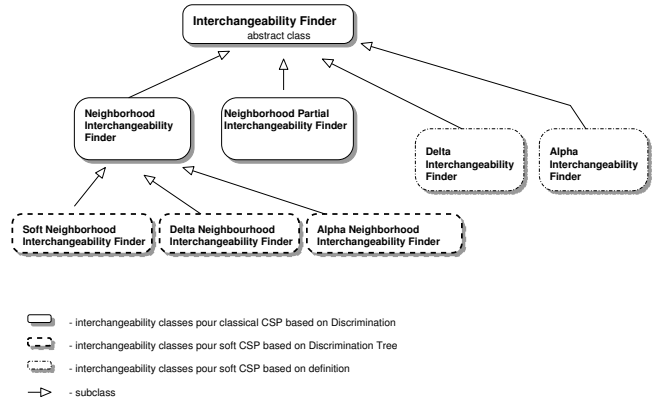 Interchangeability Finder
abstract class
Neighborhood
Interchangeability
Finder
Neighborhood Partial
Interchangeability Finder
Delta
Interchangeability
Finder
Alpha
Interchangeability
Finder
Soft Neighborhood
Interchangeability Finder
Delta Neighbourhood
Interchangeability Finder
Alpha Neighborhood
Interchangeability Finder
- interchangeability classes pour classical CSP based on Discrimination
- interchangeability classes pour soft CSP based on Discrimination Tree
- interchangeability classes pour soft CSP based on definition
- subclass